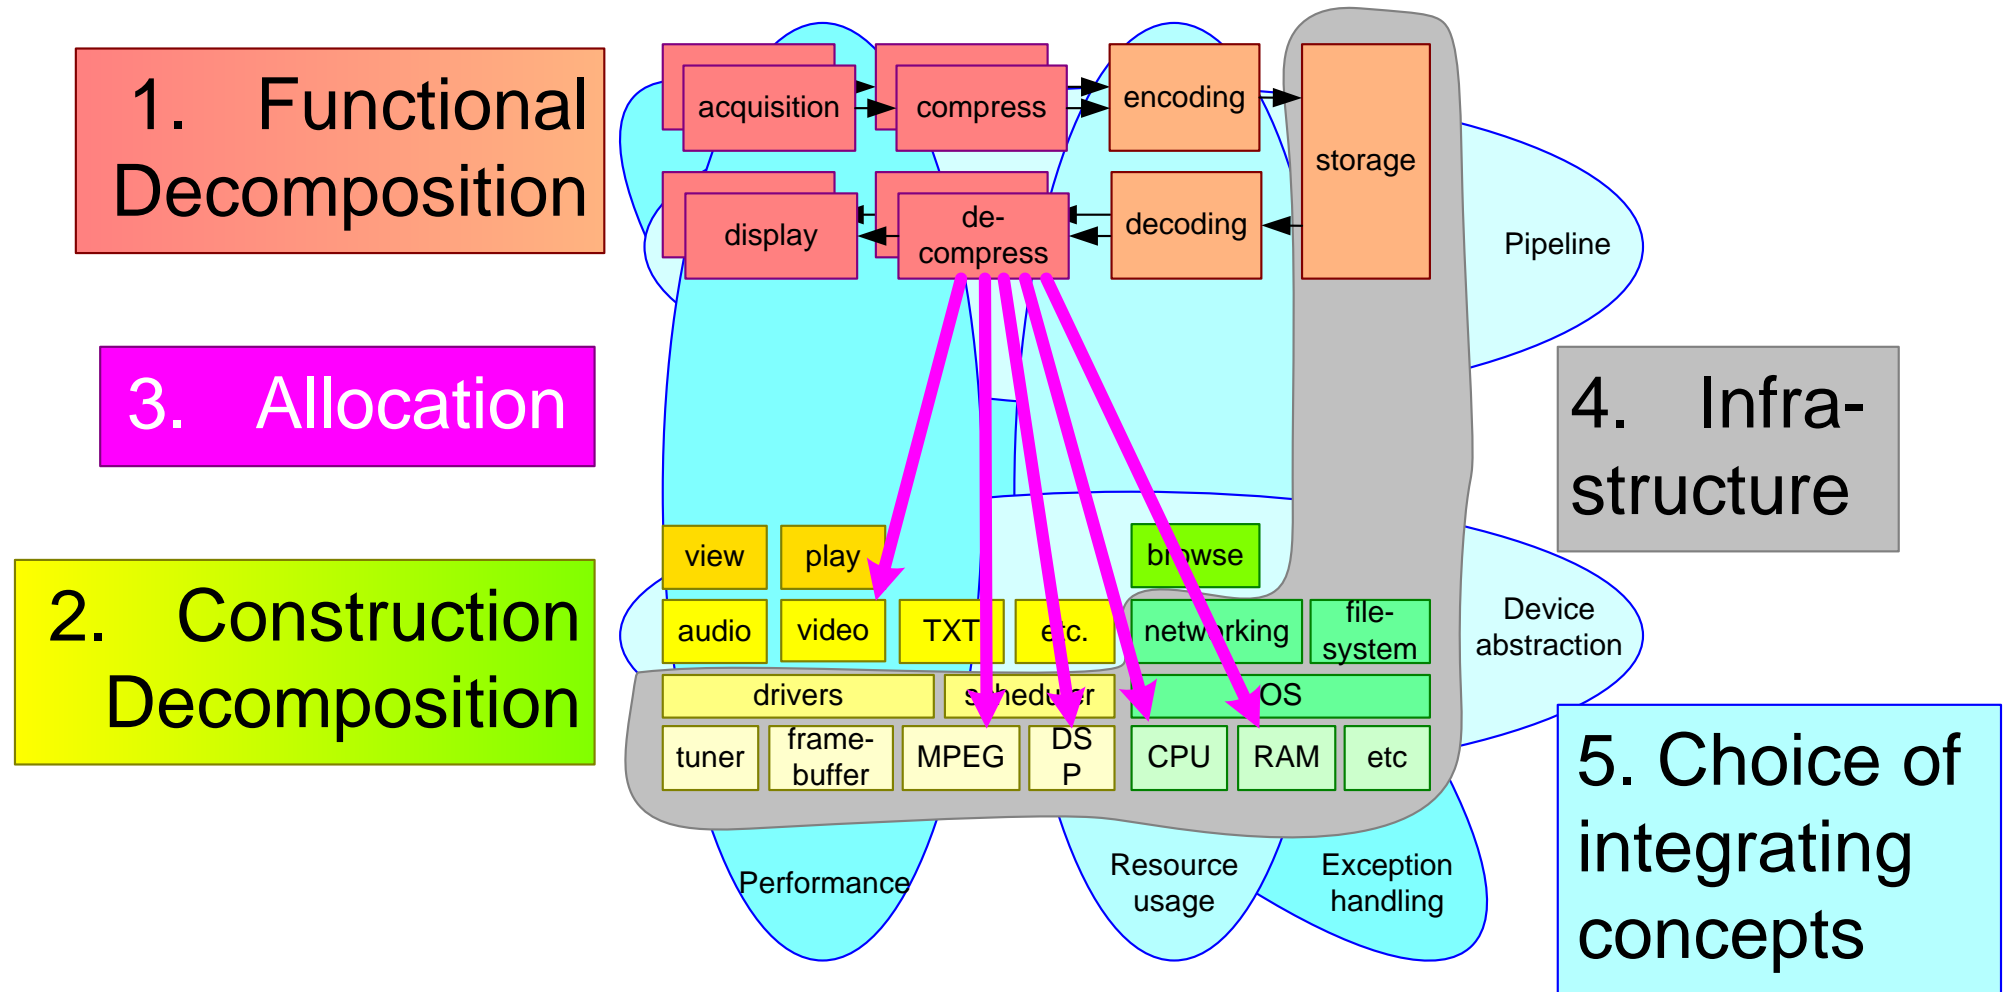 1. Functional
Decomposition
acquisition
compress
encoding
storage
display
de-
compress
decoding
Pipeline
3. Allocation
4. Infra-
structure
2. Construction
Decomposition
view
play
browse
audio
video
TXT
etc.
networking
file-
system
Device
abstraction
drivers
scheduler
OS
tuner
frame-
buffer
MPEG
DS
P
CPU
RAM
etc
5. Choice of
integrating
concepts
Performance
Resource
usage
Exception
handling